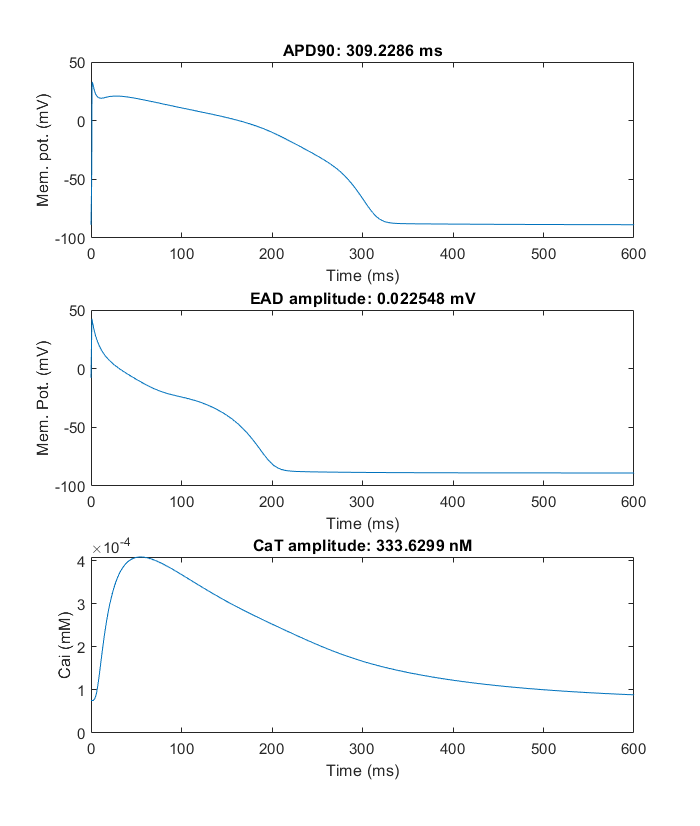 APD90: 309.2286 ms
50
0
-50
-100
Mem. pot. (mV)
0 100 200 300 400 500 600
Time (ms)
EAD amplitude: 0.022548 mV
50
0
-50
-100
Mem. Pot. (mV)
0 100 200 300 400 500 600
Time (ms)
CaT amplitude: 333.6299 nM
×10⁻⁴
4
3
2
1
0
Cai (mM)
0 100 200 300 400 500 600
Time (ms)